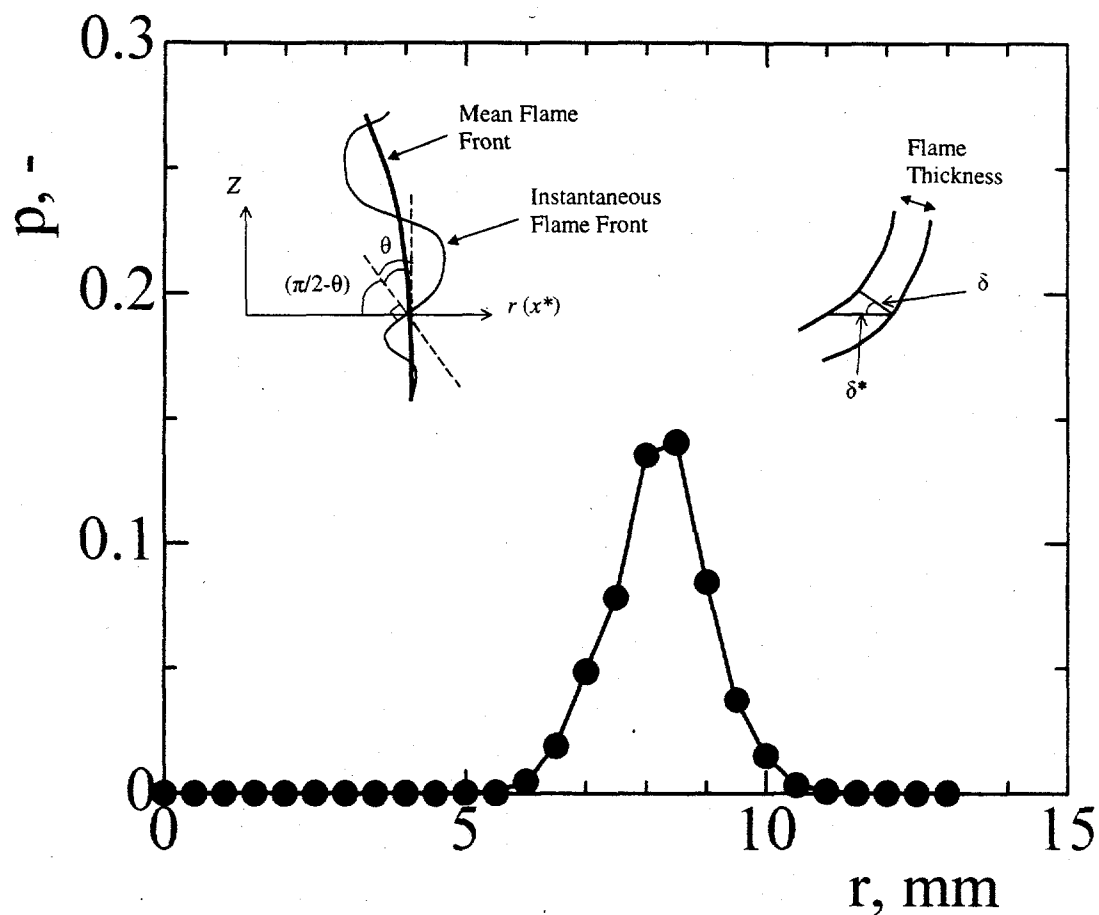 0.3
0.2
0.1
0
p, -
Mean Flame
Front
Instantaneous
Flame Front
Z
θ
(π/2-θ)
r (x*)
Flame
Thickness
δ
δ*
0
5
10
15
r, mm